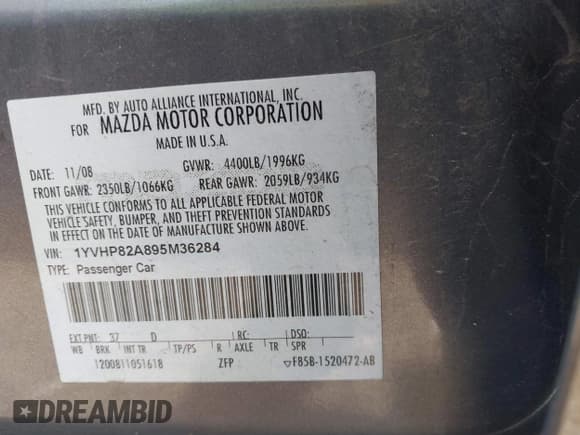 MFD. BY AUTO ALLIANCE INTERNATIONAL, INC.
FOR MAZDA MOTOR CORPORATION
MADE IN U.S.A.
DATE: 11/08 GVWR: 4400LB/1996KG
FRONT GAWR: 2350LB/1066KG REAR GAWR: 2059LB/934KG
THIS VEHICLE CONFORMS TO ALL APPLICABLE FEDERAL MOTOR
VEHICLE SAFETY, BUMPER, AND THEFT PREVENTION STANDARDS
IN EFFECT ON THE DATE OF MANUFACTURE SHOWN ABOVE.
VIN: 1YVHP82A895M36284
TYPE: Passenger Car
EXT PNT: 37 D RC: DSO:
WB BRK INT TR TP/PS R AXLE TR SPR
1200811051618 ZFP F85B-1520472-AB
DREAMBID